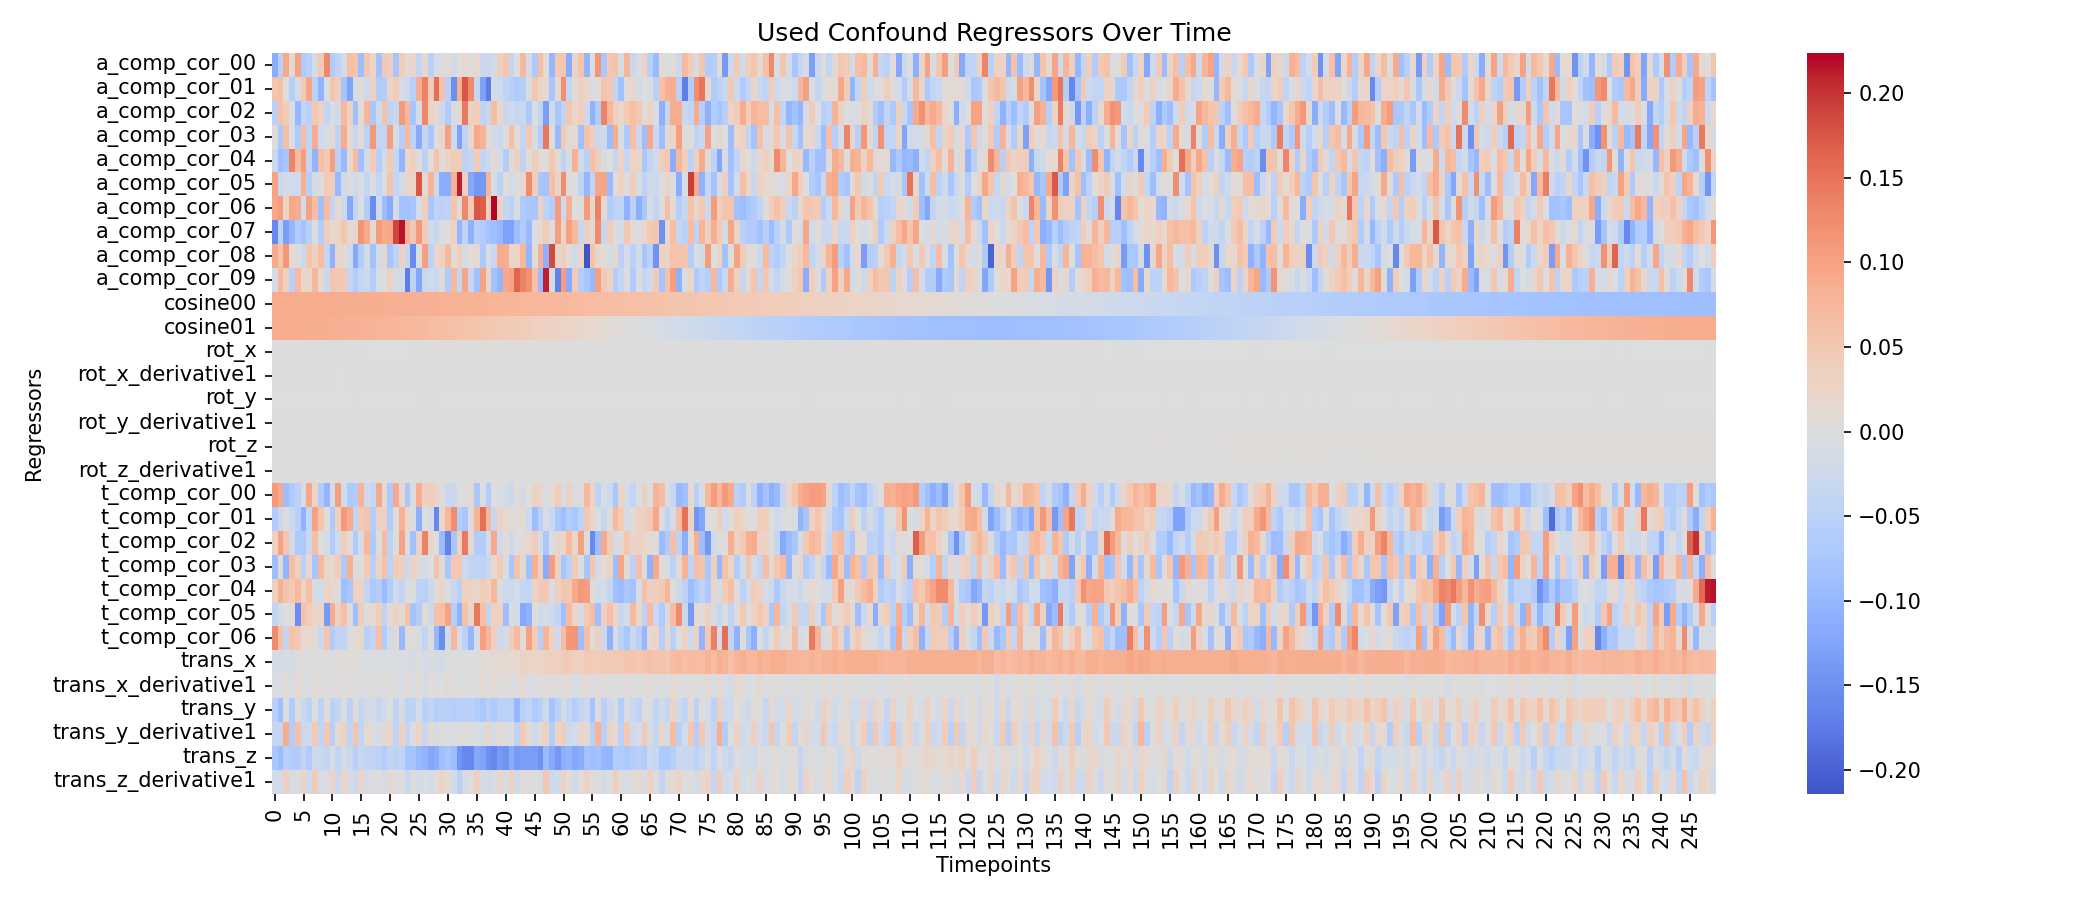 Used Confound Regressors Over Time
Regressors
a_comp_cor_00
a_comp_cor_01
a_comp_cor_02
a_comp_cor_03
a_comp_cor_04
a_comp_cor_05
a_comp_cor_06
a_comp_cor_07
a_comp_cor_08
a_comp_cor_09
cosine00
cosine01
rot_x
rot_x_derivative1
rot_y
rot_y_derivative1
rot_z
rot_z_derivative1
t_comp_cor_00
t_comp_cor_01
t_comp_cor_02
t_comp_cor_03
t_comp_cor_04
t_comp_cor_05
t_comp_cor_06
trans_x
trans_x_derivative1
trans_y
trans_y_derivative1
trans_z
trans_z_derivative1
0 5 10 15 20 25 30 35 40 45 50 55 60 65 70 75 80 85 90 95 100 105 110 115 120 125 130 135 140 145 150 155 160 165 170 175 180 185 190 195 200 205 210 215 220 225 230 235 240 245
Timepoints
0.20
0.15
0.10
0.05
0.00
−0.05
−0.10
−0.15
−0.20